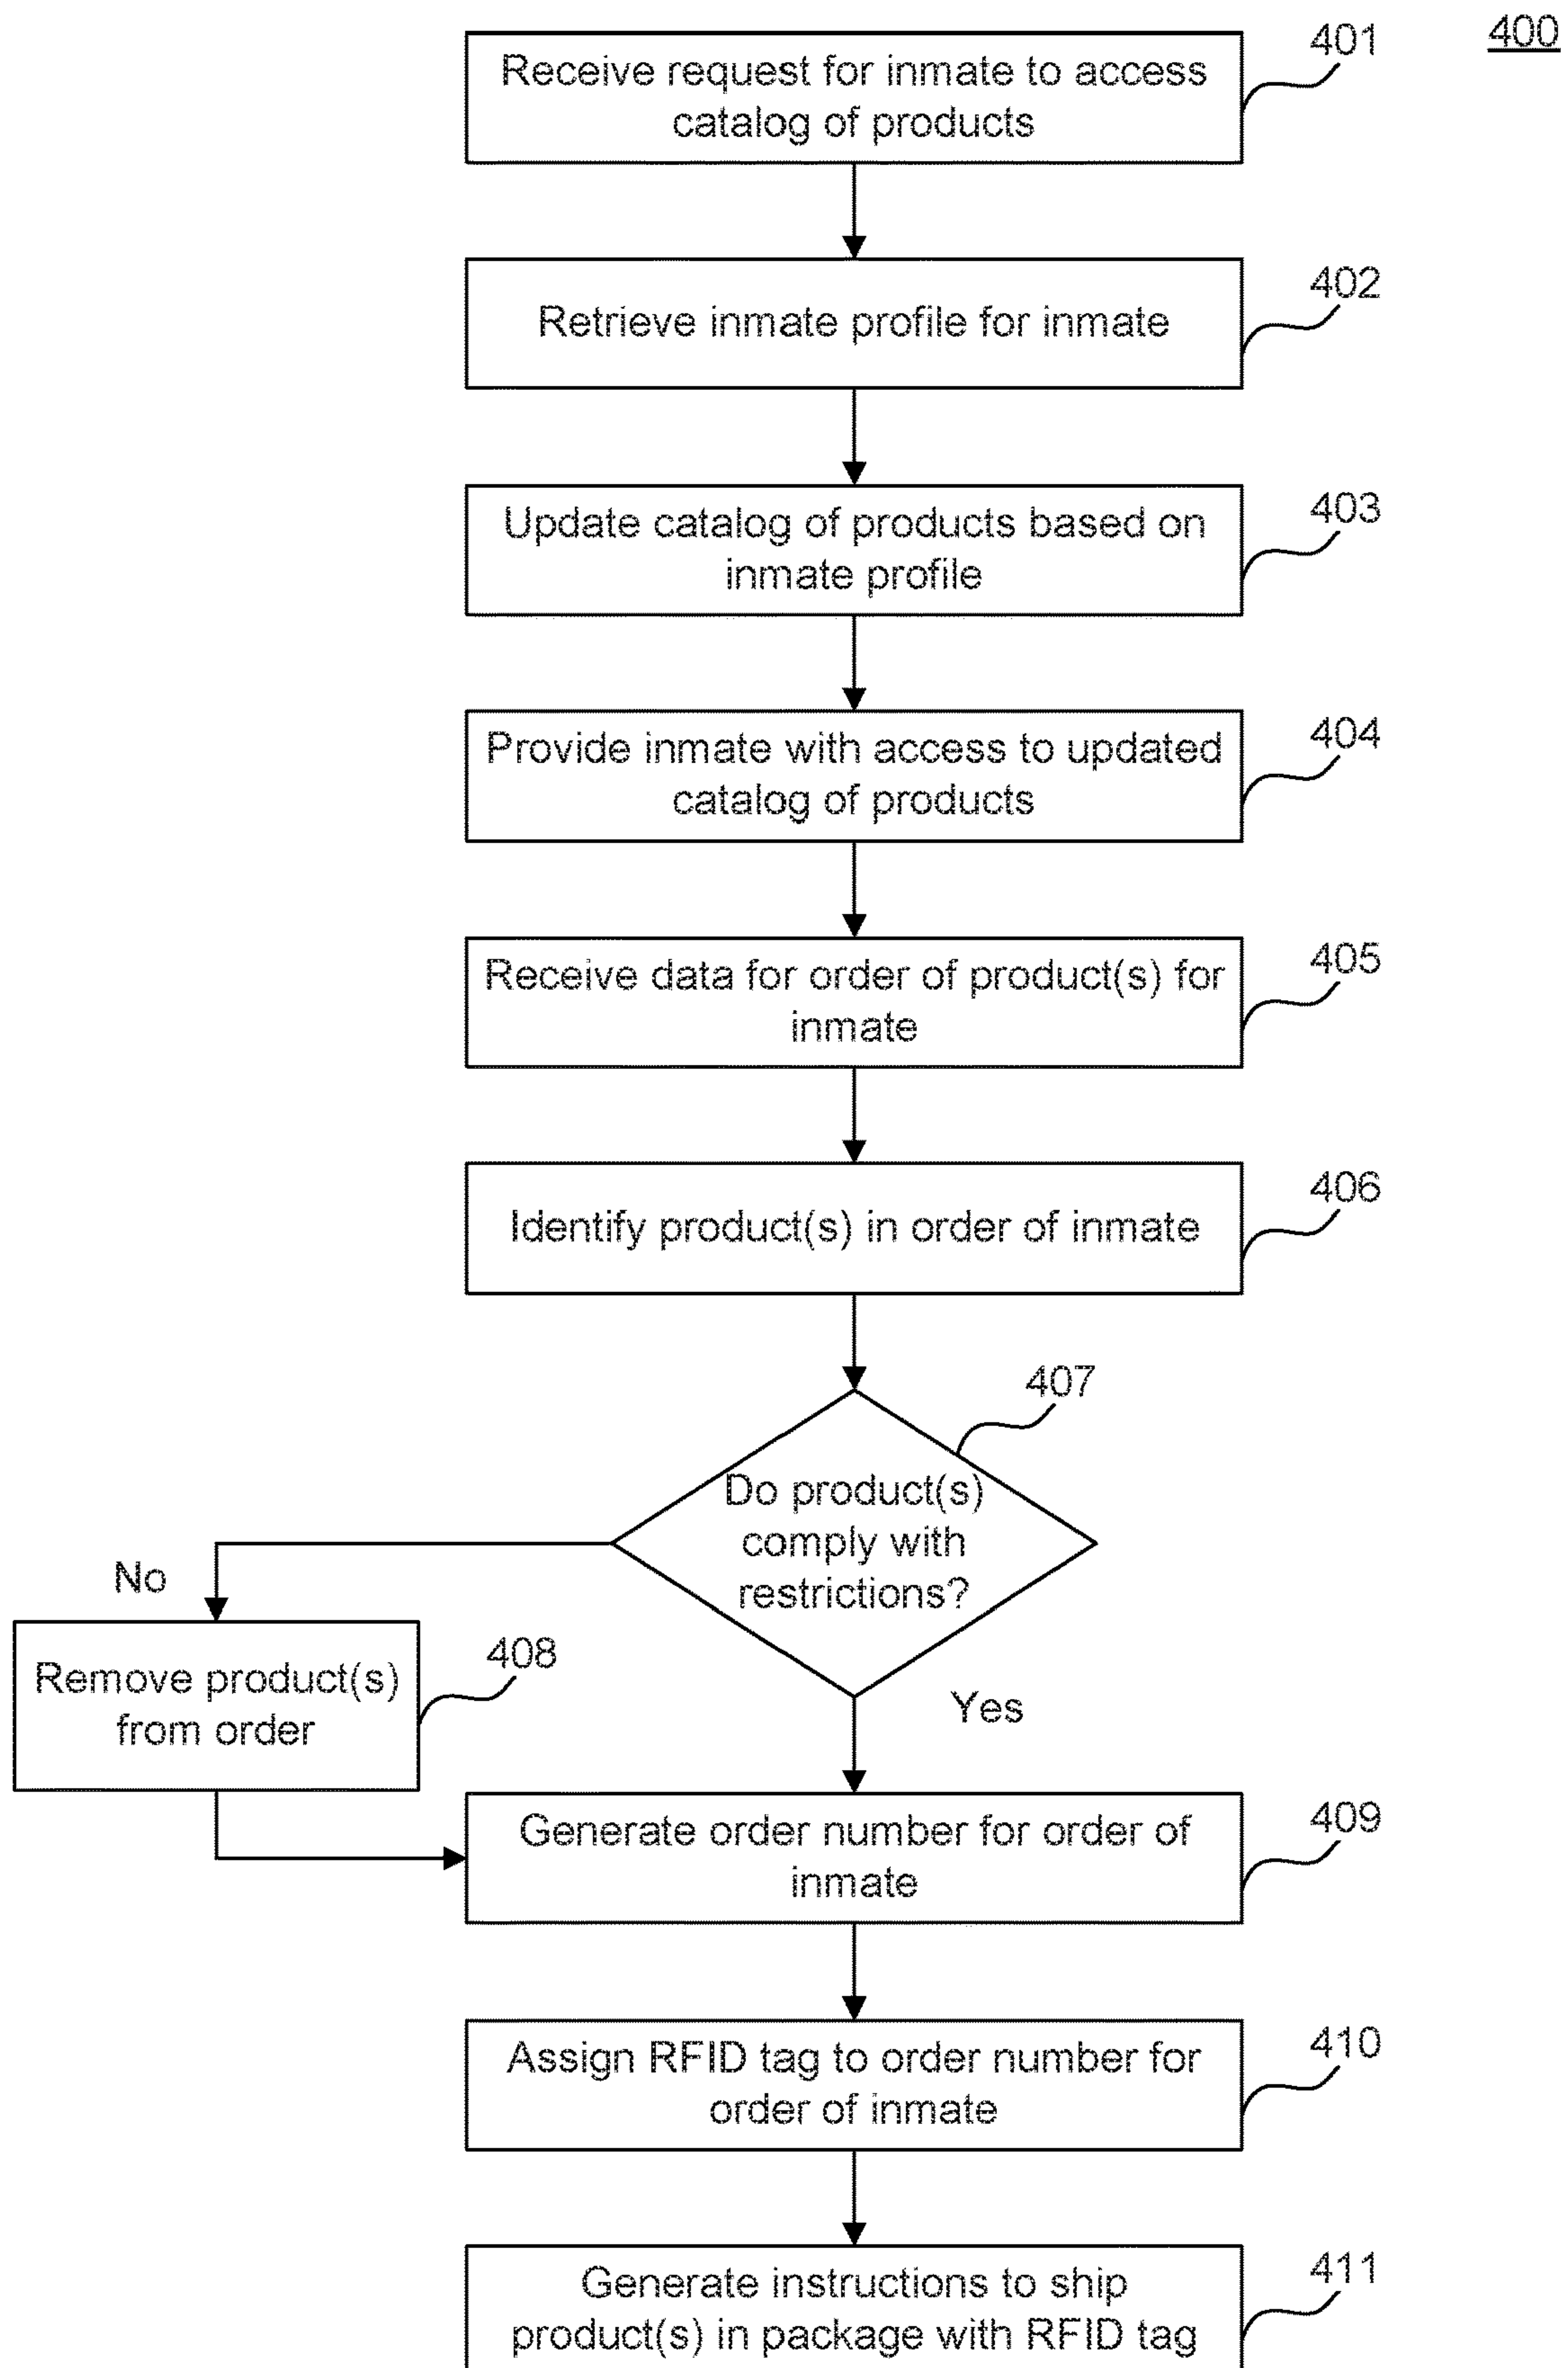 400
401
Receive request for inmate to access
catalog of products
402
Retrieve inmate profile for inmate
403
Update catalog of products based on
inmate profile
404
Provide inmate with access to updated
catalog of products
405
Receive data for order of product(s) for
inmate
406
Identify product(s) in order of inmate
407
Do product(s)
comply with
restrictions?
No
408
Remove product(s)
from order
Yes
409
Generate order number for order of
inmate
410
Assign RFID tag to order number for
order of inmate
411
Generate instructions to ship
product(s) in package with RFID tag